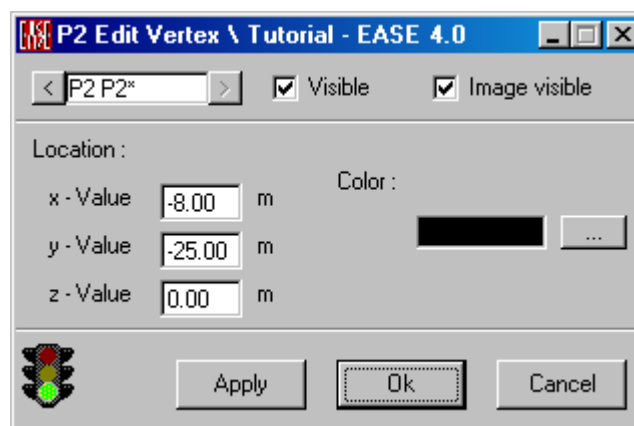 EASE P2 Edit Vertex \ Tutorial - EASE 4.0
< P2 P2* > Visible Image visible
Location :
Color :
x - Value -8.00 m
...
y - Value -25.00 m
z - Value 0.00 m
Apply Ok Cancel